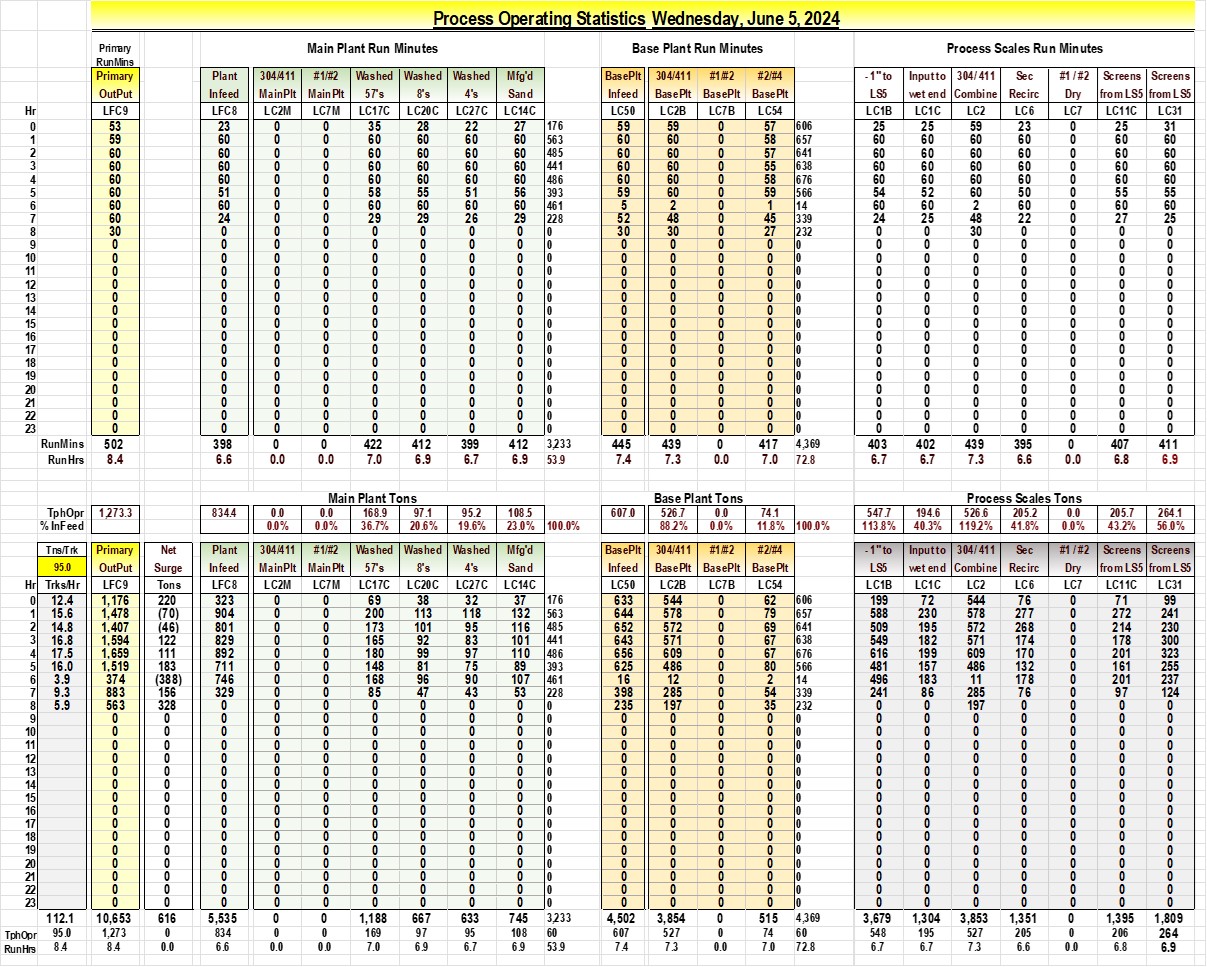 Process Operating Statistics Wednesday, June 5, 2024
Primary Main Plant Run Minutes Base Plant Run Minutes Process Scales Run Minutes
RunMins
Primary Plant 304/411 #1/#2 Washed Washed Washed Mfg'd BasePlt 304/411 #1/#2 #2/#4 -1" to Input to 304/411 Sec #1/#2 Screens Screens
OutPut Infeed MainPlt MainPlt 57's 8's 4's Sand Infeed BasePlt BasePlt BasePlt LS5 wet end Combine Recirc Dry from LS5 from LS5
Hr LFC9 LFC8 LC2M LC7M LC17C LC20C LC27C LC14C LC50 LC2B LC7B LC54 LC1B LC1C LC2 LC6 LC7 LC11C LC31
0 53 23 0 0 35 28 22 27 176 59 59 0 57 606 25 25 59 23 0 25 31
1 59 60 0 0 60 60 60 60 563 60 60 0 58 657 60 60 60 60 0 60 60
2 60 60 0 0 60 60 60 60 485 60 60 0 57 641 60 60 60 60 0 60 60
3 60 60 0 0 60 60 60 60 441 60 60 0 55 638 60 60 60 60 0 60 60
4 60 60 0 0 60 60 60 60 486 60 60 0 58 676 60 60 60 60 0 60 60
5 60 51 0 0 58 55 51 56 393 59 60 0 59 566 54 52 60 50 0 55 55
6 60 60 0 0 60 60 60 60 461 5 2 0 1 14 60 60 2 60 0 60 60
7 60 24 0 0 29 29 26 29 228 52 48 0 45 339 24 25 48 22 0 27 25
8 30 0 0 0 0 0 0 0 0 30 30 0 27 232 0 0 30 0 0 0 0
9 0 0 0 0 0 0 0 0 0 0 0 0 0 0 0 0 0 0 0 0 0
10 0 0 0 0 0 0 0 0 0 0 0 0 0 0 0 0 0 0 0 0 0
11 0 0 0 0 0 0 0 0 0 0 0 0 0 0 0 0 0 0 0 0 0
12 0 0 0 0 0 0 0 0 0 0 0 0 0 0 0 0 0 0 0 0 0
13 0 0 0 0 0 0 0 0 0 0 0 0 0 0 0 0 0 0 0 0 0
14 0 0 0 0 0 0 0 0 0 0 0 0 0 0 0 0 0 0 0 0 0
15 0 0 0 0 0 0 0 0 0 0 0 0 0 0 0 0 0 0 0 0 0
16 0 0 0 0 0 0 0 0 0 0 0 0 0 0 0 0 0 0 0 0 0
17 0 0 0 0 0 0 0 0 0 0 0 0 0 0 0 0 0 0 0 0 0
18 0 0 0 0 0 0 0 0 0 0 0 0 0 0 0 0 0 0 0 0 0
19 0 0 0 0 0 0 0 0 0 0 0 0 0 0 0 0 0 0 0 0 0
20 0 0 0 0 0 0 0 0 0 0 0 0 0 0 0 0 0 0 0 0 0
21 0 0 0 0 0 0 0 0 0 0 0 0 0 0 0 0 0 0 0 0 0
22 0 0 0 0 0 0 0 0 0 0 0 0 0 0 0 0 0 0 0 0 0
23 0 0 0 0 0 0 0 0 0 0 0 0 0 0 0 0 0 0 0 0 0
RunMins 502 398 0 0 422 412 399 412 3,233 445 439 0 417 4,369 403 402 439 395 0 407 411
RunHrs 8.4 6.6 0.0 0.0 7.0 6.9 6.7 6.9 53.9 7.4 7.3 0.0 7.0 72.8 6.7 6.7 7.3 6.6 0.0 6.8 6.9
Main Plant Tons Base Plant Tons Process Scales Tons
TphOpr 1,273.3 834.4 0.0 0.0 168.9 97.1 95.2 108.5 607.0 526.7 0.0 74.1 547.7 194.6 526.6 205.2 0.0 205.7 264.1
% InFeed 0.0% 0.0% 36.7% 20.6% 19.6% 23.0% 100.0% 88.2% 0.0% 11.8% 100.0% 113.8% 40.3% 119.2% 41.8% 0.0% 43.2% 56.0%
Tns/Trk Primary Net Plant 304/411 #1/#2 Washed Washed Washed Mfg'd BasePlt 304/411 #1/#2 #2/#4 -1" to Input to 304/411 Sec #1/#2 Screens Screens
95.0 OutPut Surge Infeed MainPlt MainPlt 57's 8's 4's Sand Infeed BasePlt BasePlt BasePlt LS5 wet end Combine Recirc Dry from LS5 from LS5
Hr Trks/Hr LFC9 Tons LFC8 LC2M LC7M LC17C LC20C LC27C LC14C LC50 LC2B LC7B LC54 LC1B LC1C LC2 LC6 LC7 LC11C LC31
0 12.4 1,176 220 323 0 0 69 38 32 37 176 633 544 0 62 606 199 72 544 76 0 71 99
1 15.6 1,478 (70) 904 0 0 200 113 118 132 563 644 578 0 79 657 588 230 578 277 0 272 241
2 14.8 1,407 (46) 801 0 0 173 101 95 116 485 652 572 0 69 641 509 195 572 268 0 214 230
3 16.8 1,594 122 829 0 0 165 92 83 101 441 643 571 0 67 638 549 182 571 174 0 178 300
4 17.5 1,659 111 892 0 0 180 99 97 110 486 656 609 0 67 676 616 199 609 170 0 201 323
5 16.0 1,519 183 711 0 0 148 81 75 89 393 625 486 0 80 566 481 157 486 132 0 161 255
6 3.9 374 (388) 746 0 0 168 96 90 107 461 16 12 0 2 14 496 183 11 178 0 201 237
7 9.3 883 156 329 0 0 85 47 43 53 228 398 285 0 54 339 241 86 285 76 0 97 124
8 5.9 563 328 0 0 0 0 0 0 0 0 235 197 0 35 232 0 0 197 0 0 0 0
9 0 0 0 0 0 0 0 0 0 0 0 0 0 0 0 0 0 0 0 0 0 0
10 0 0 0 0 0 0 0 0 0 0 0 0 0 0 0 0 0 0 0 0 0 0
11 0 0 0 0 0 0 0 0 0 0 0 0 0 0 0 0 0 0 0 0 0 0
12 0 0 0 0 0 0 0 0 0 0 0 0 0 0 0 0 0 0 0 0 0 0
13 0 0 0 0 0 0 0 0 0 0 0 0 0 0 0 0 0 0 0 0 0 0
14 0 0 0 0 0 0 0 0 0 0 0 0 0 0 0 0 0 0 0 0 0 0
15 0 0 0 0 0 0 0 0 0 0 0 0 0 0 0 0 0 0 0 0 0 0
16 0 0 0 0 0 0 0 0 0 0 0 0 0 0 0 0 0 0 0 0 0 0
17 0 0 0 0 0 0 0 0 0 0 0 0 0 0 0 0 0 0 0 0 0 0
18 0 0 0 0 0 0 0 0 0 0 0 0 0 0 0 0 0 0 0 0 0 0
19 0 0 0 0 0 0 0 0 0 0 0 0 0 0 0 0 0 0 0 0 0 0
20 0 0 0 0 0 0 0 0 0 0 0 0 0 0 0 0 0 0 0 0 0 0
21 0 0 0 0 0 0 0 0 0 0 0 0 0 0 0 0 0 0 0 0 0 0
22 0 0 0 0 0 0 0 0 0 0 0 0 0 0 0 0 0 0 0 0 0 0
23 0 0 0 0 0 0 0 0 0 0 0 0 0 0 0 0 0 0 0 0 0 0
112.1 10,653 616 5,535 0 0 1,188 667 633 745 3,233 4,502 3,854 0 515 4,369 3,679 1,304 3,853 1,351 0 1,395 1,809
TphOpr 95.0 1,273 0 834 0 0 169 97 95 108 60 607 527 0 74 60 548 195 527 205 0 206 264
RunHrs 8.4 8.4 0.0 6.6 0.0 0.0 7.0 6.9 6.7 6.9 53.9 7.4 7.3 0.0 7.0 72.8 6.7 6.7 7.3 6.6 0.0 6.8 6.9